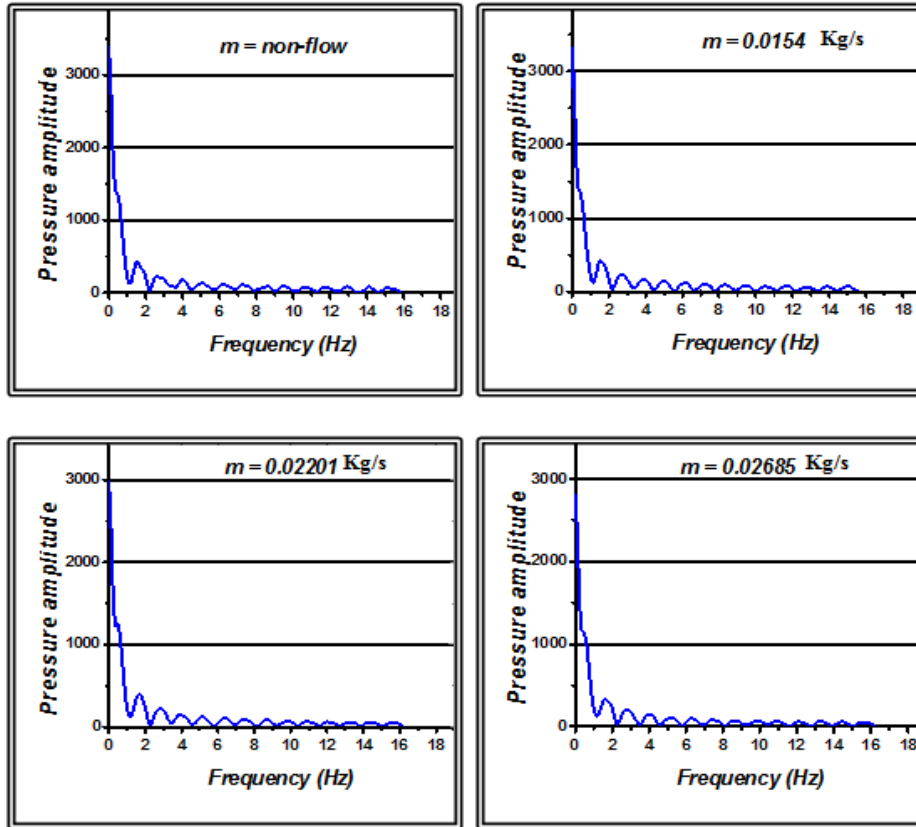 m = non-flow
3000
2000
1000
0
Pressure amplitude
0 2 4 6 8 10 12 14 16 18
Frequency (Hz)
m = 0.0154 Kg/s
3000
2000
1000
0
Pressure amplitude
0 2 4 6 8 10 12 14 16 18
Frequency (Hz)
m = 0.02201 Kg/s
3000
2000
1000
0
Pressure amplitude
0 2 4 6 8 10 12 14 16 18
Frequency (Hz)
m = 0.02685 Kg/s
3000
2000
1000
0
Pressure amplitude
0 2 4 6 8 10 12 14 16 18
Frequency (Hz)